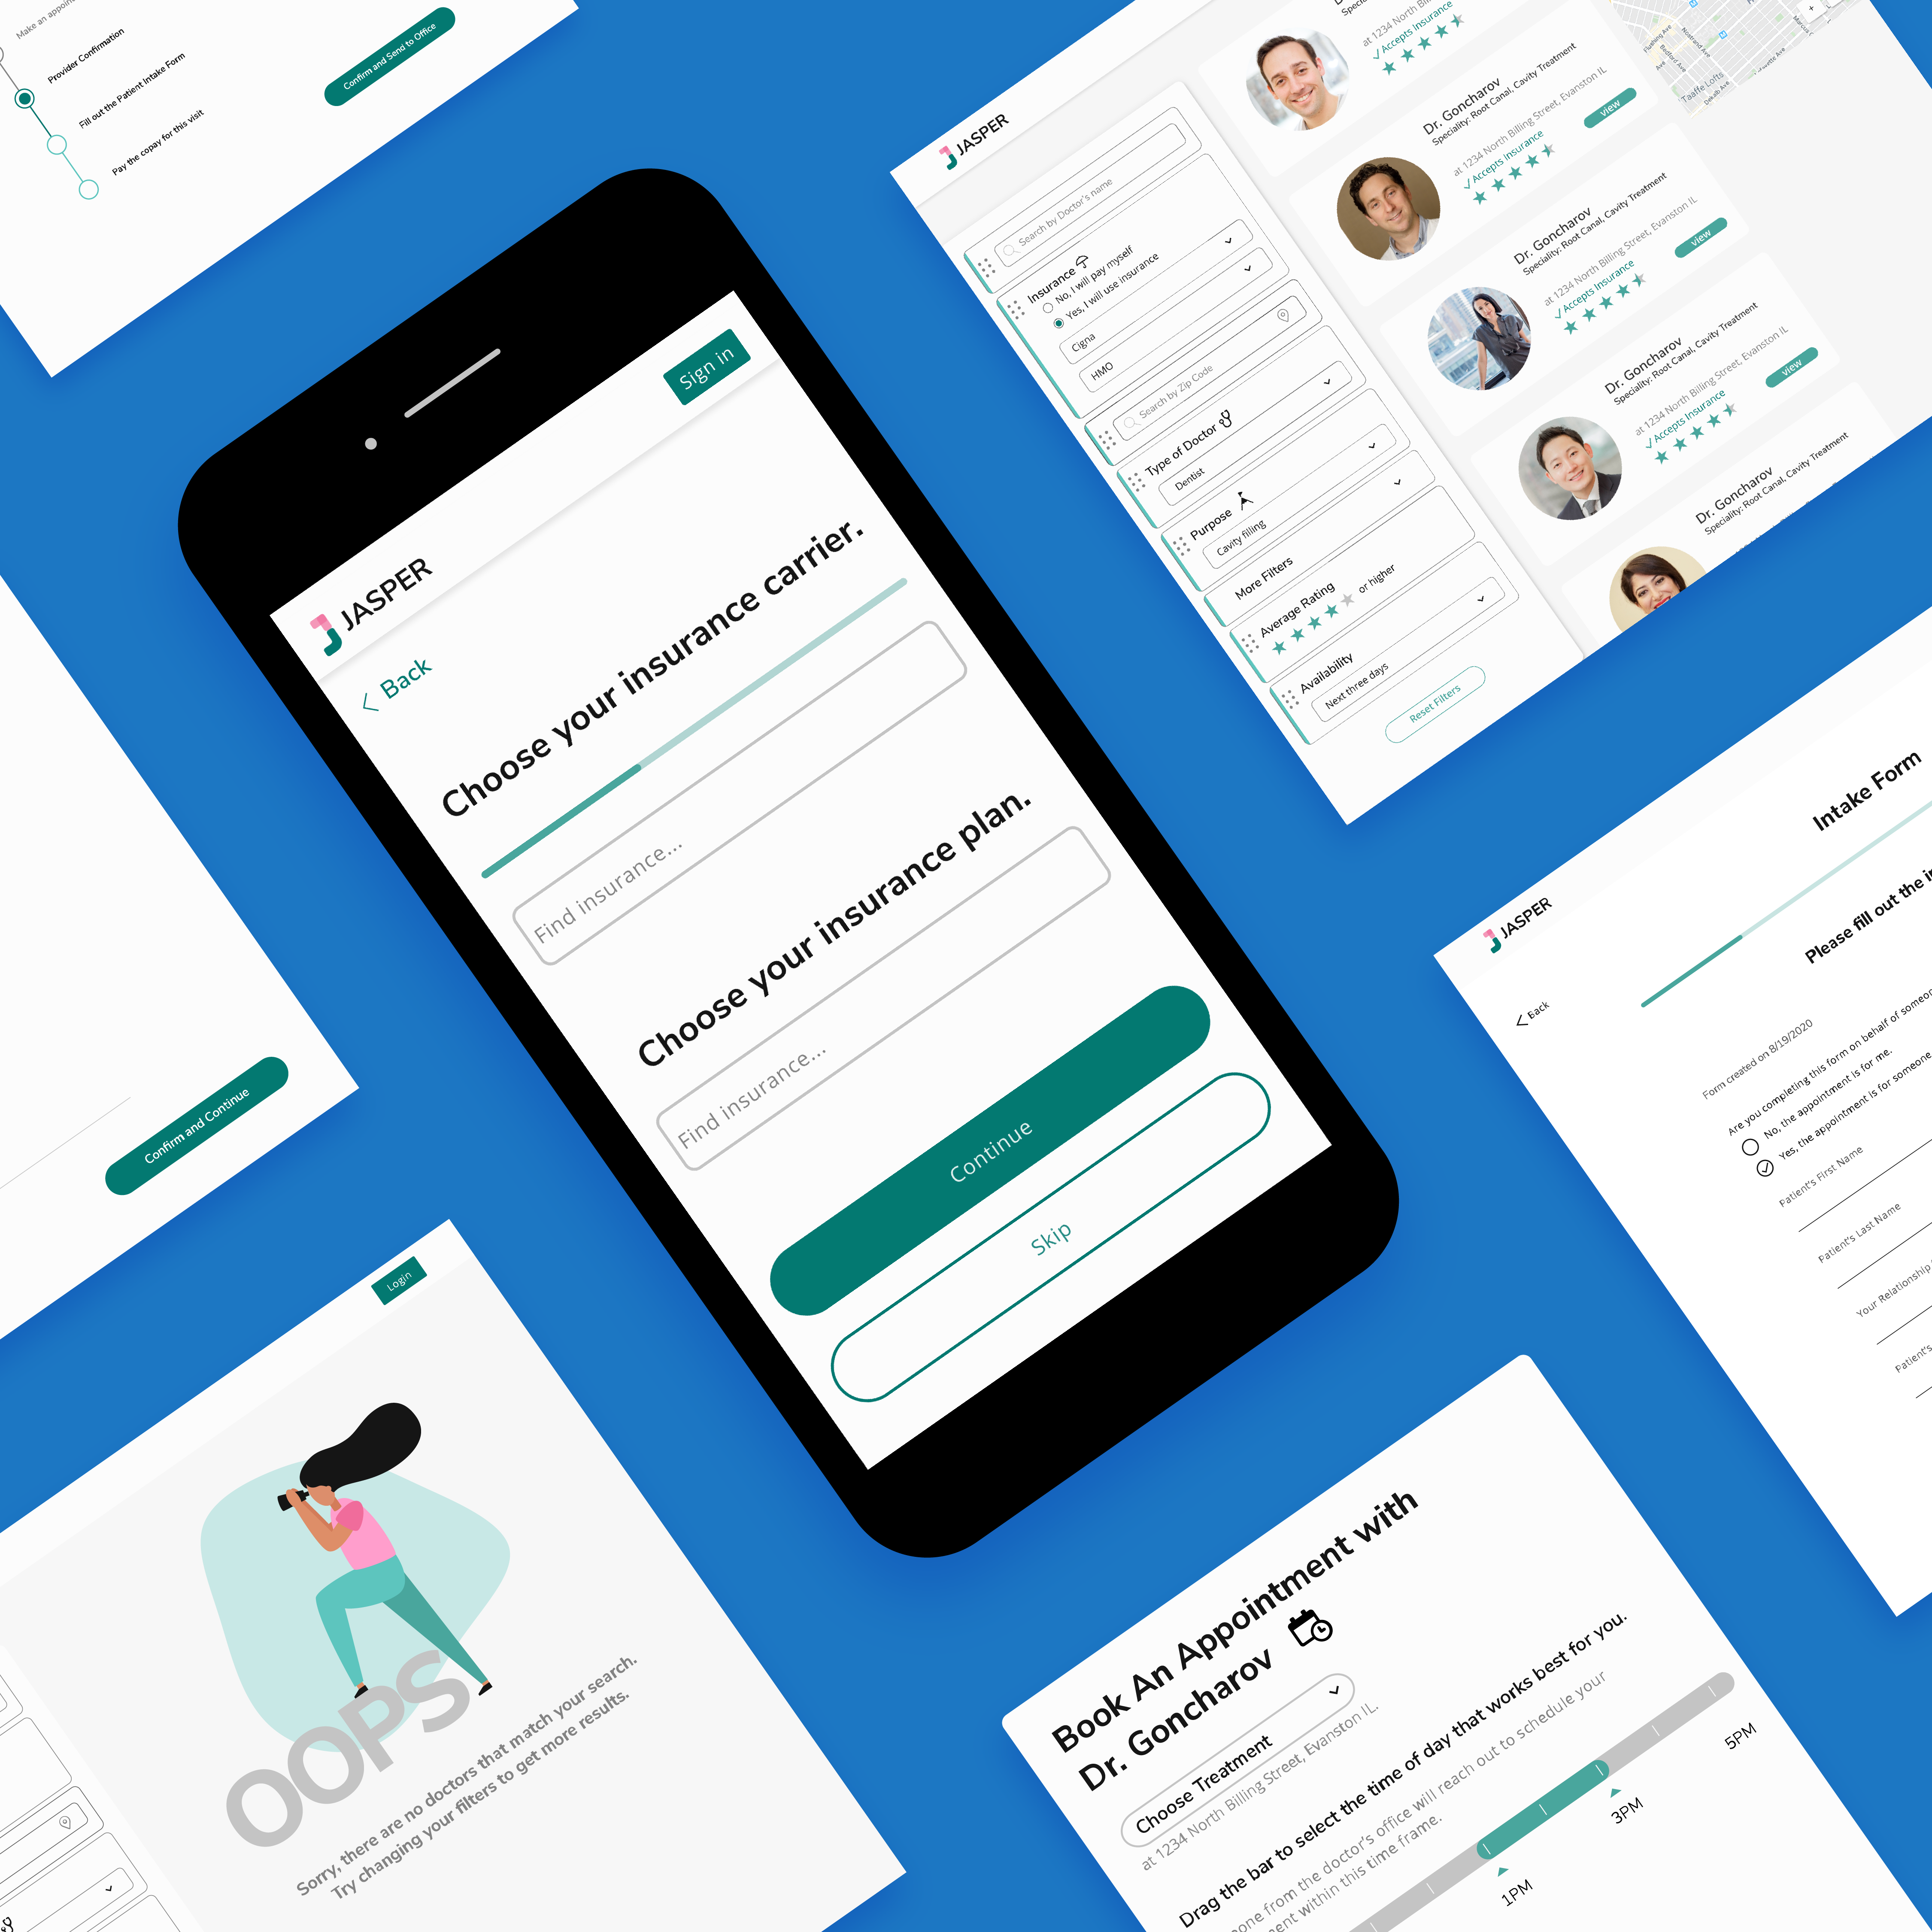 Make an appoint
Provider Confirmation
Fill out the Patient Intake Form
Pay the copay for this visit
Confirm and Send to Office
Confirm and Continue
Sign in
JASPER
Back
Choose your insurance carrier.
Find insurance...
Choose your insurance plan.
Find insurance...
Continue
Skip
JASPER
Search by Doctor's name
Insurance
No, I will pay myself
Yes, I will use insurance
Cigna
HMO
Search by Zip Code
Type of Doctor
Dentist
Purpose
Cavity filling
More Filters
Average Rating
or higher
Availability
Next three days
Reset Filters
at 1234 North Bill
✓ Accepts Insurance
Dr. Goncharov
Speciality: Root Canal, Cavity Treatment
at 1234 North Billing Street, Evanston IL
✓ Accepts Insurance
view
Dr. Goncharov
Speciality: Root Canal, Cavity Treatment
at 1234 North Billing Street, Evanston IL
✓ Accepts Insurance
view
Dr. Goncharov
Speciality: Root Canal, Cavity Treatment
at 1234 North Billing Street, Evanston IL
✓ Accepts Insurance
view
Dr. Goncharov
Speciality: Root Canal, Cavity Treatment
Flushing Ave
Bedford Ave
Nostrand Ave
Taaffe Lofts
Dekalb Ave
JASPER
Back
Intake Form
Please fill out the
Form created on 8/19/2020
Are you completing this form on behalf of
No, the appointment is for me.
Yes, the appointment is for someone
Patient's First Name
Patient's Last Name
Your Relationship
Patient's
Login
OOPS
Sorry, there are no doctors that match your search.
Try changing your filters to get more results.
Book An Appointment with
Dr. Goncharov
Choose Treatment
at 1234 North Billing Street, Evanston IL.
Drag the bar to select the time of day that works best for you.
one from the doctor's office will reach out to schedule your
ment within this time frame.
1PM
3PM
5PM